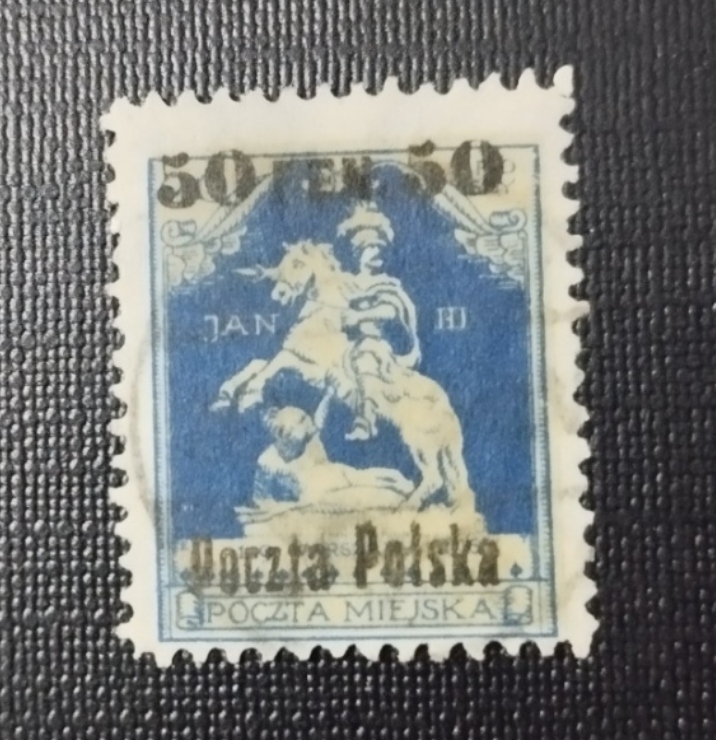 50 FEN. 50
JAN III
Poczta Polska
POCZTA MIEJSKA